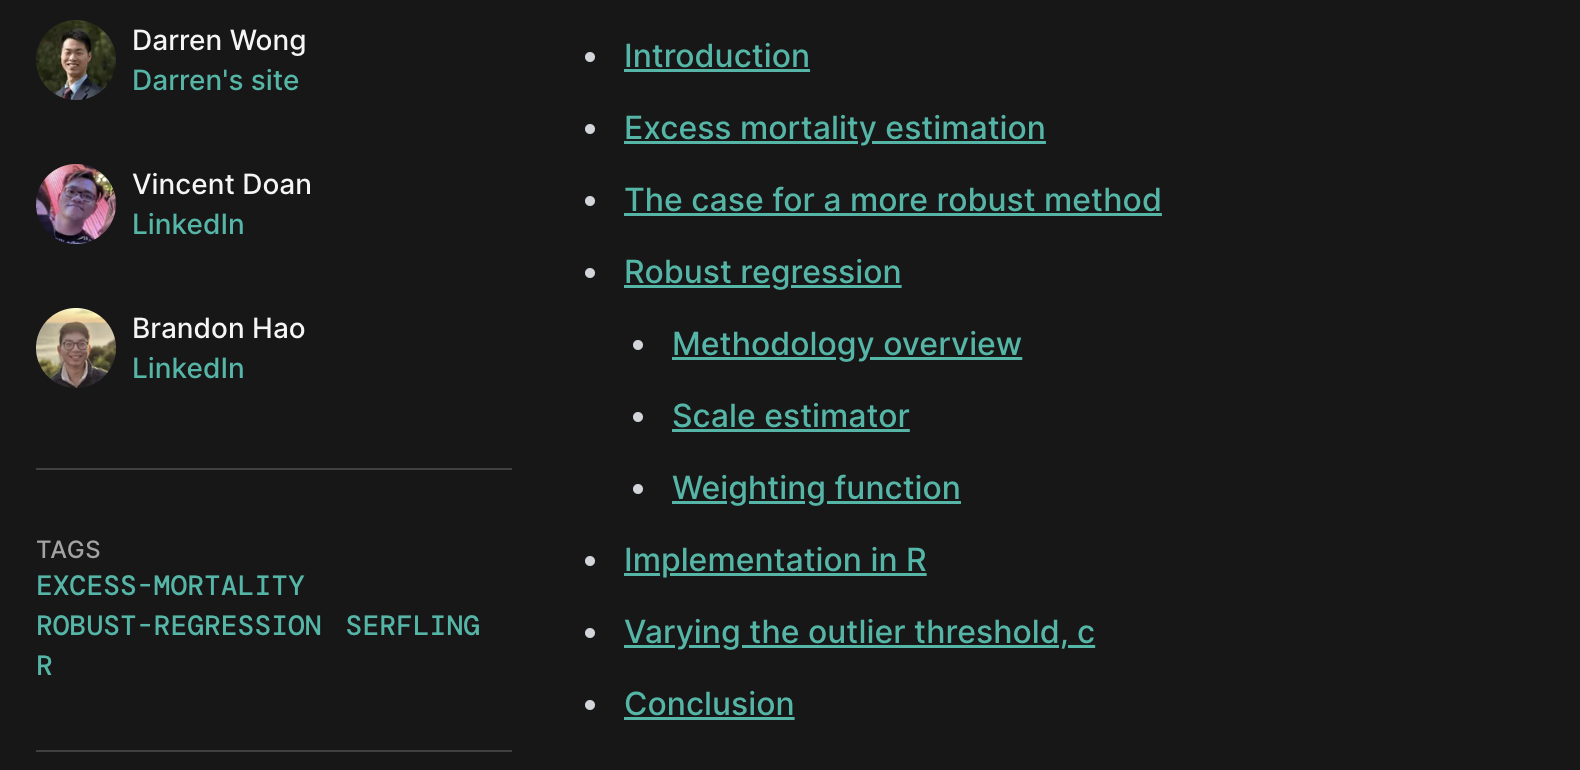 Darren Wong
Darren's site
Vincent Doan
LinkedIn
Brandon Hao
LinkedIn
TAGS
EXCESS-MORTALITY
ROBUST-REGRESSION SERFLING
R
Introduction
Excess mortality estimation
The case for a more robust method
Robust regression
Methodology overview
Scale estimator
Weighting function
Implementation in R
Varying the outlier threshold, c
Conclusion